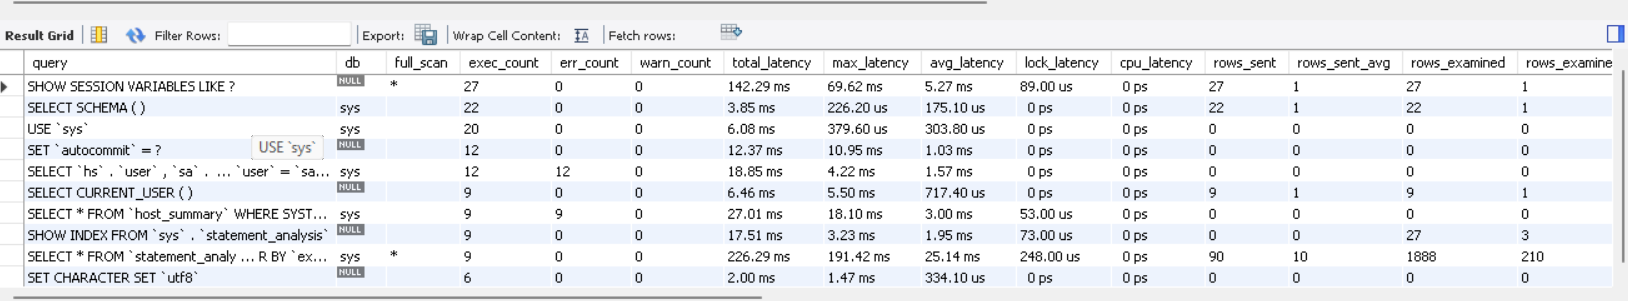 Result Grid Filter Rows: Export: Wrap Cell Content: Fetch rows:
query db full_scan exec_count err_count warn_count total_latency max_latency avg_latency lock_latency cpu_latency rows_sent rows_sent_avg rows_examined rows_examine
SHOW SESSION VARIABLES LIKE ? NULL * 27 0 0 142.29 ms 69.62 ms 5.27 ms 89.00 us 0 ps 27 1 27 1
SELECT SCHEMA ( ) sys 22 0 0 3.85 ms 226.20 us 175.10 us 0 ps 0 ps 22 1 22 1
USE `sys` sys 20 0 0 6.08 ms 379.60 us 303.80 us 0 ps 0 ps 0 0 0 0
SET `autocommit` = ? USE `sys` NULL 12 0 0 12.37 ms 10.95 ms 1.03 ms 0 ps 0 ps 0 0 0 0
SELECT `hs` . `user` , `sa` . ... `user` = `sa... sys 12 12 0 18.85 ms 4.22 ms 1.57 ms 0 ps 0 ps 0 0 0 0
SELECT CURRENT_USER ( ) NULL 9 0 0 6.46 ms 5.50 ms 717.40 us 0 ps 0 ps 9 1 9 1
SELECT * FROM `host_summary` WHERE SYST... sys 9 9 0 27.01 ms 18.10 ms 3.00 ms 53.00 us 0 ps 0 0 0 0
SHOW INDEX FROM `sys` . `statement_analysis` NULL 9 0 0 17.51 ms 3.23 ms 1.95 ms 73.00 us 0 ps 0 0 27 3
SELECT * FROM `statement_analy ... R BY `ex... sys * 9 0 0 226.29 ms 191.42 ms 25.14 ms 248.00 us 0 ps 90 10 1888 210
SET CHARACTER SET `utf8` NULL 6 0 0 2.00 ms 1.47 ms 334.10 us 0 ps 0 ps 0 0 0 0